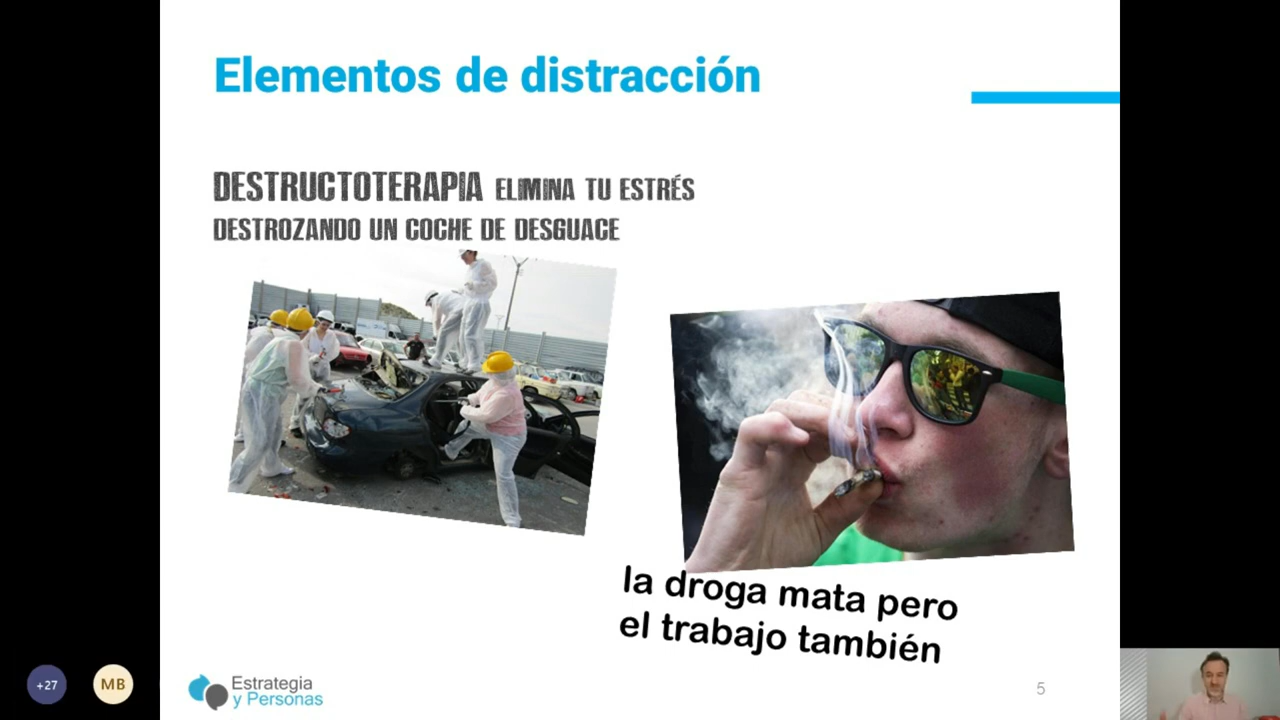 Elementos de distracción
DESTRUCTOTERAPIA ELIMINA TU ESTRÉS
DESTROZANDO UN COCHE DE DESGUACE
la droga mata pero
el trabajo también
+27
MB
Estrategia
y Personas
5